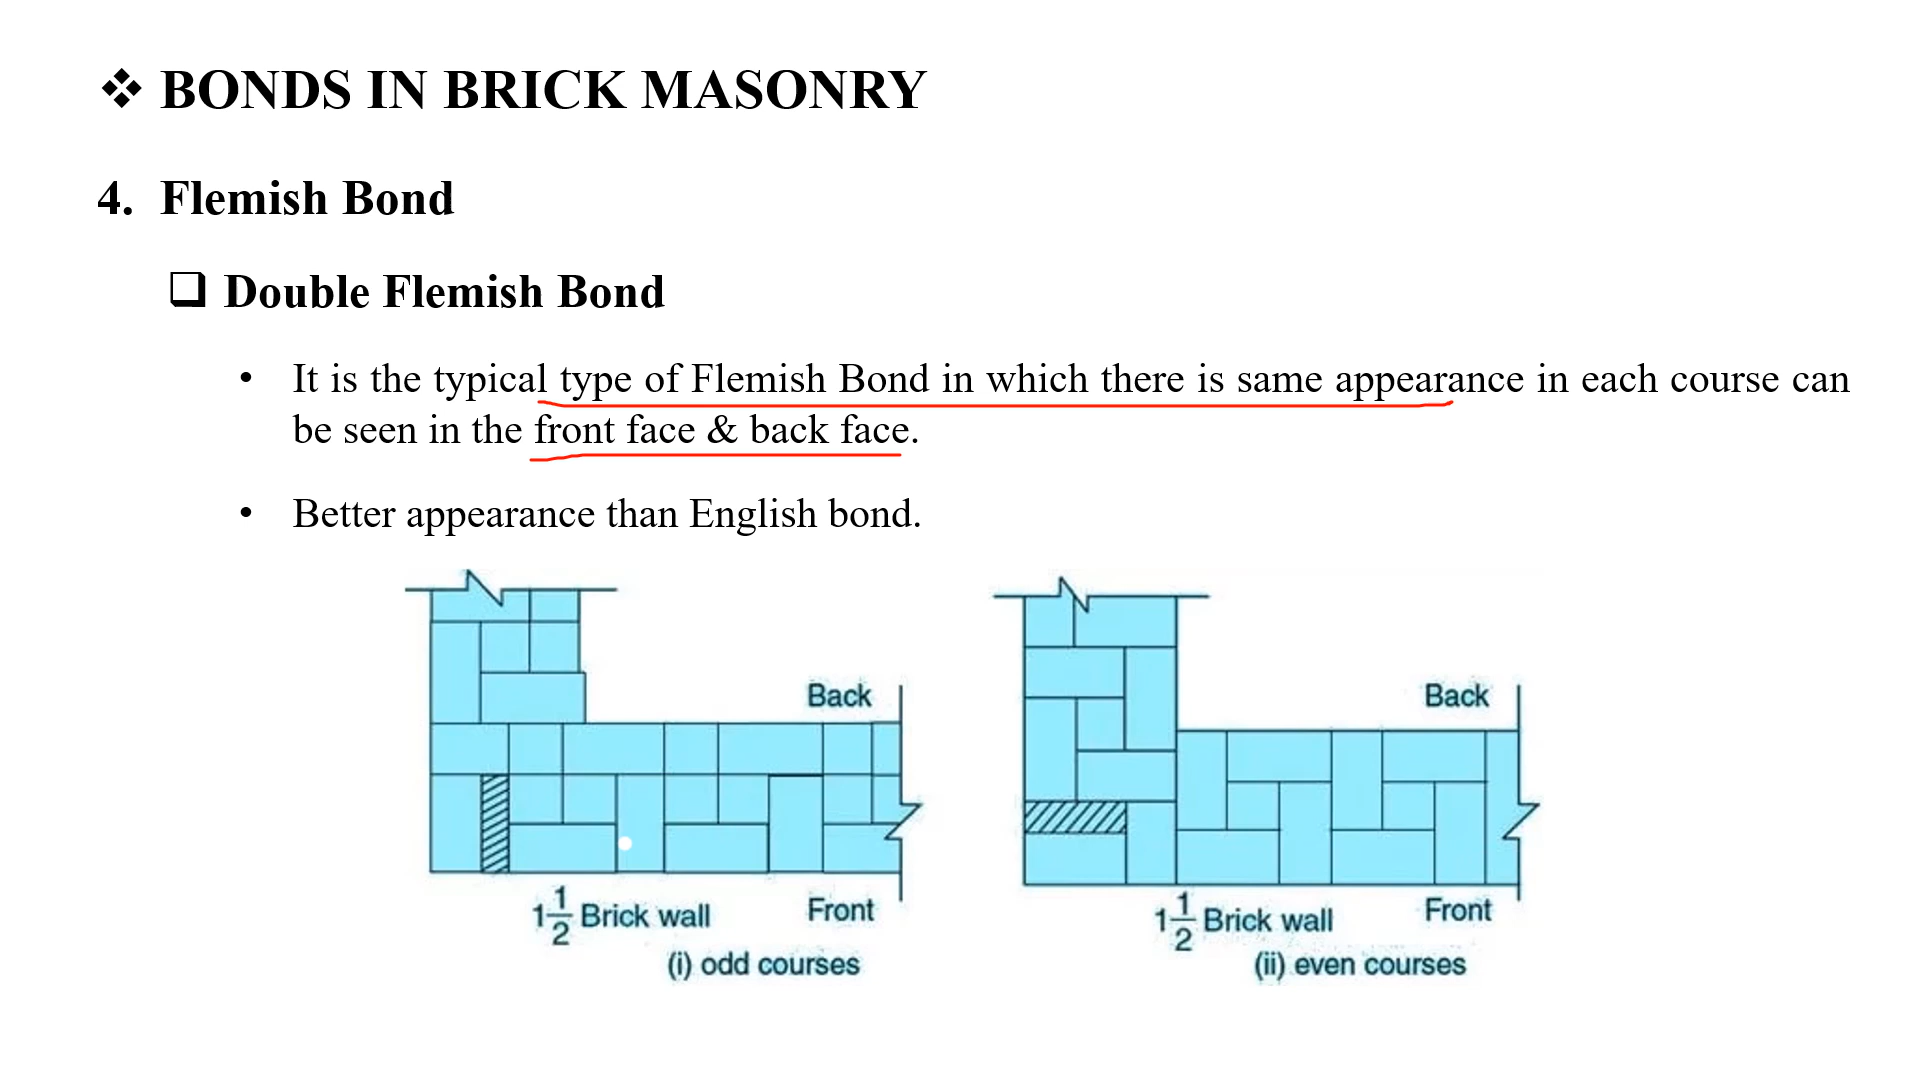 ❖ BONDS IN BRICK MASONRY
4. Flemish Bond
❑ Double Flemish Bond
• It is the typical type of Flemish Bond in which there is same appearance in each course can
be seen in the front face & back face.
• Better appearance than English bond.
Back
Back
1 1/2 Brick wall
Front
1 1/2 Brick wall
Front
(i) odd courses
(ii) even courses